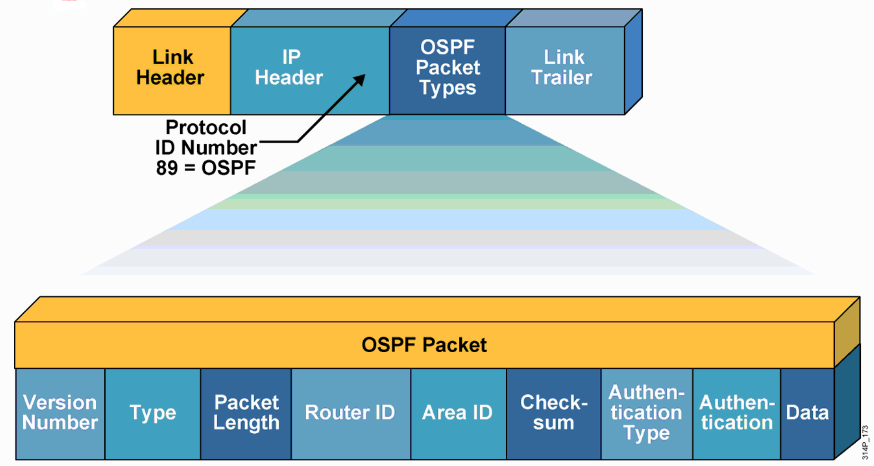 Link
Header
IP
Header
OSPF
Packet
Types
Link
Trailer
Protocol
ID Number
89 = OSPF
OSPF Packet
Version
Number
Type
Packet
Length
Router ID
Area ID
Check-
sum
Authen-
tication
Type
Authen-
tication
Data
314P_173